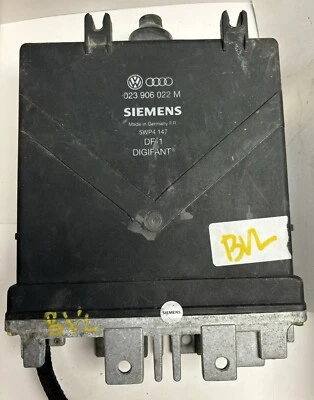 023 906 022 M
SIEMENS
Made in Germany F.R.
5WP4 147
DF-1
DIGIFANT
BVL
SIEMENS
BVL